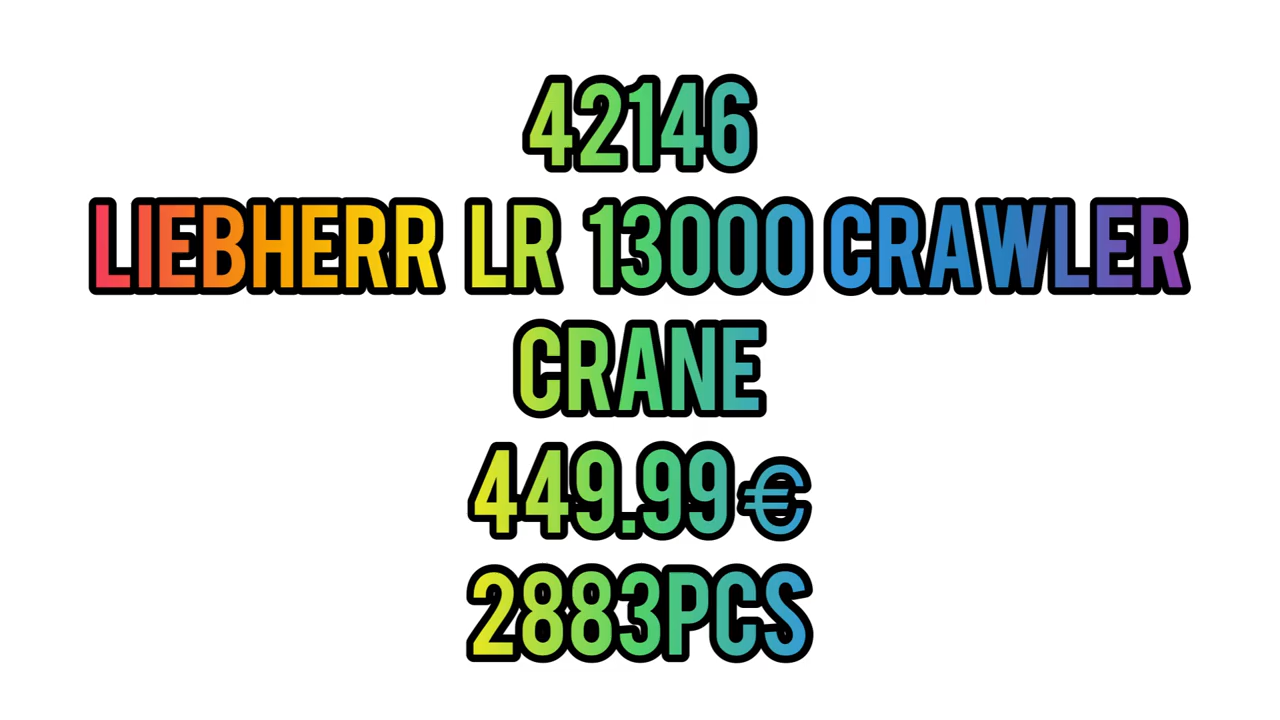 42146
LIEBHERR LR 13000 CRAWLER
CRANE
449.99€
2883PCS